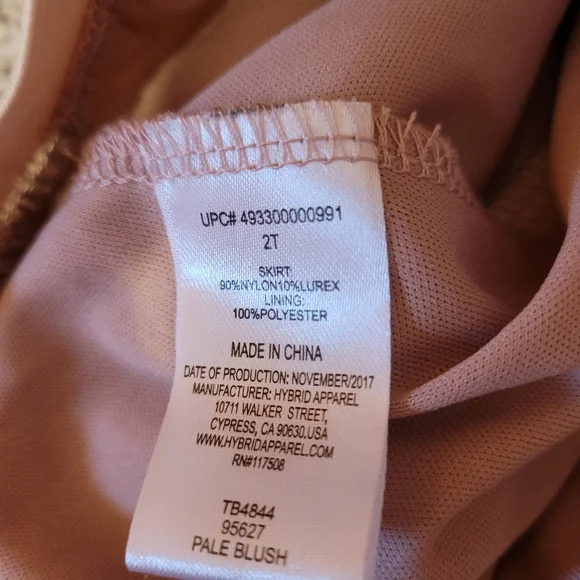 UPC# 493300000991
2T
SKIRT:
90%NYLON10%LUREX
LINING:
100%POLYESTER
MADE IN CHINA
DATE OF PRODUCTION: NOVEMBER/2017
MANUFACTURER: HYBRID APPAREL
10711 WALKER STREET,
CYPRESS, CA 90630.USA
WWW.HYBRIDAPPAREL.COM
RN#117508
TB4844
95627
PALE BLUSH